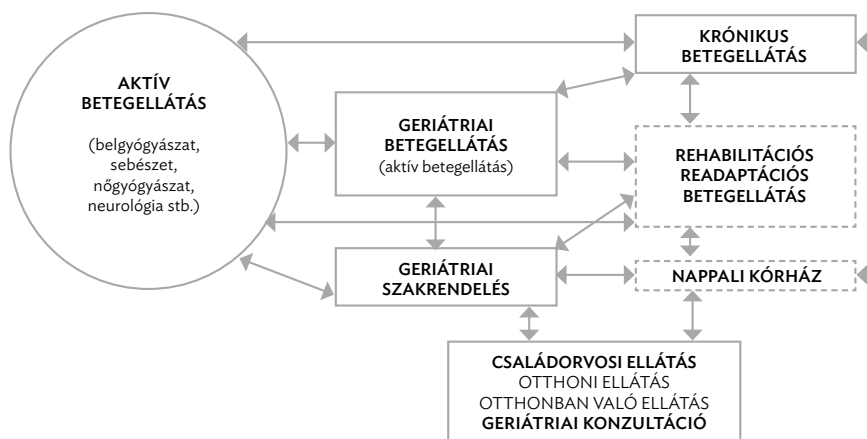 AKTÍV
BETEGELLÁTÁS
(belgyógyászat,
sebészet,
nőgyógyászat,
neurológia stb.)
GERIÁTRIAI
BETEGELLÁTÁS
(aktív betegellátás)
GERIÁTRIAI
SZAKRENDELÉS
KRÓNIKUS
BETEGELLÁTÁS
REHABILITÁCIÓS
READAPTÁCIÓS
BETEGELLÁTÁS
NAPPALI KÓRHÁZ
CSALÁDORVOSI ELLÁTÁS
OTTHONI ELLÁTÁS
OTTHONBAN VALÓ ELLÁTÁS
GERIÁTRIAI KONZULTÁCIÓ